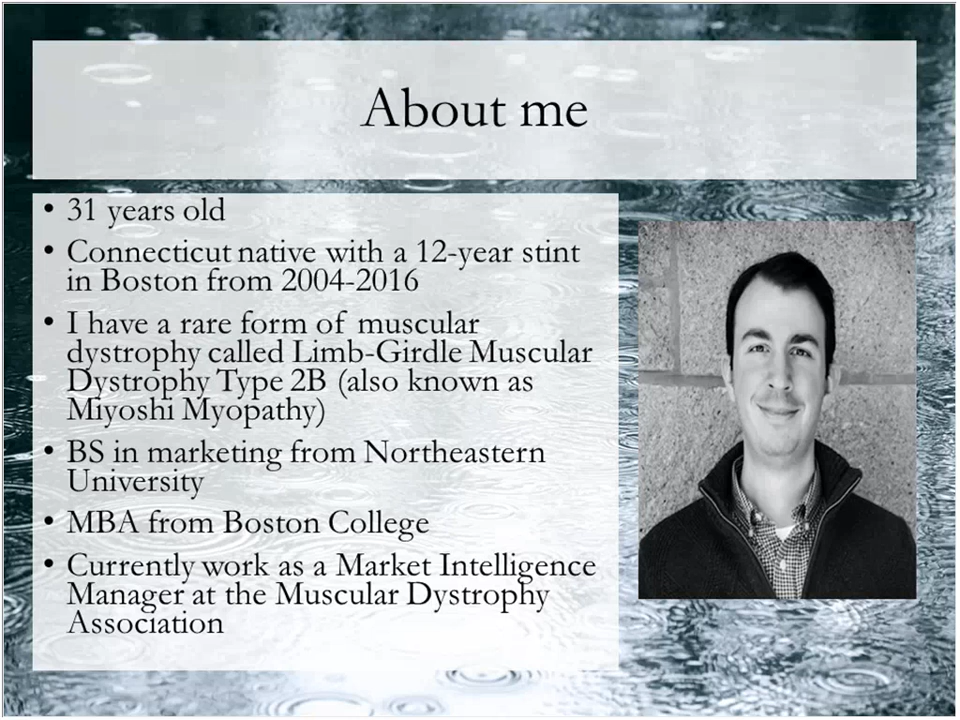 About me
• 31 years old
• Connecticut native with a 12-year stint
in Boston from 2004-2016
• I have a rare form of muscular
dystrophy called Limb-Girdle Muscular
Dystrophy Type 2B (also known as
Miyoshi Myopathy)
• BS in marketing from Northeastern
University
• MBA from Boston College
• Currently work as a Market Intelligence
Manager at the Muscular Dystrophy
Association